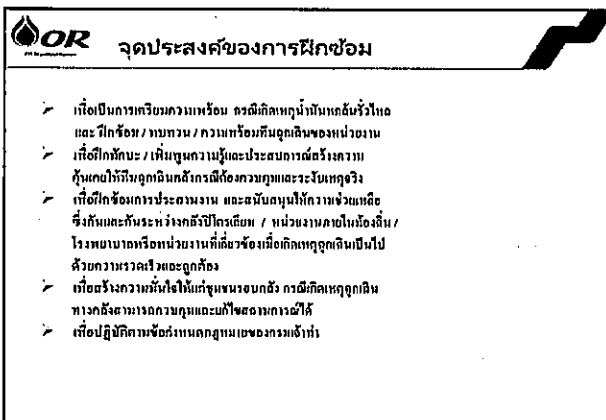 OR
จุดประสงค์ของการฝึกซ้อม
➢ เพื่อเป็นการเตรียมความพร้อม กรณีเกิดเหตุน้ำมันหกล้นรั่วไหล
และ ฝึกซ้อม / ทบทวน / ความพร้อมทีมฉุกเฉินของหน่วยงาน
➢ เพื่อฝึกทักษะ / เพิ่มพูนความรู้และประสบการณ์สร้างความ
คุ้นเคยให้ทีมฉุกเฉินคลังกรณีต้องควบคุมและระงับเหตุจริง
➢ เพื่อฝึกซ้อมการประสานงาน และสนับสนุนให้ความช่วยเหลือ
ซึ่งกันและกันระหว่างคลังปิโตรเลียม / หน่วยงานภายในท้องถิ่น /
โรงพยาบาลหรือหน่วยงานที่เกี่ยวข้องเมื่อเกิดเหตุฉุกเฉินเป็นไป
ด้วยความรวดเร็วและถูกต้อง
➢ เพื่อสร้างความมั่นใจให้แก่ชุมชนรอบคลัง กรณีเกิดเหตุฉุกเฉิน
ทางคลังสามารถควบคุมและแก้ไขสถานการณ์ได้
➢ เพื่อปฏิบัติตามข้อกำหนดกฎหมายของกรมเจ้าท่า